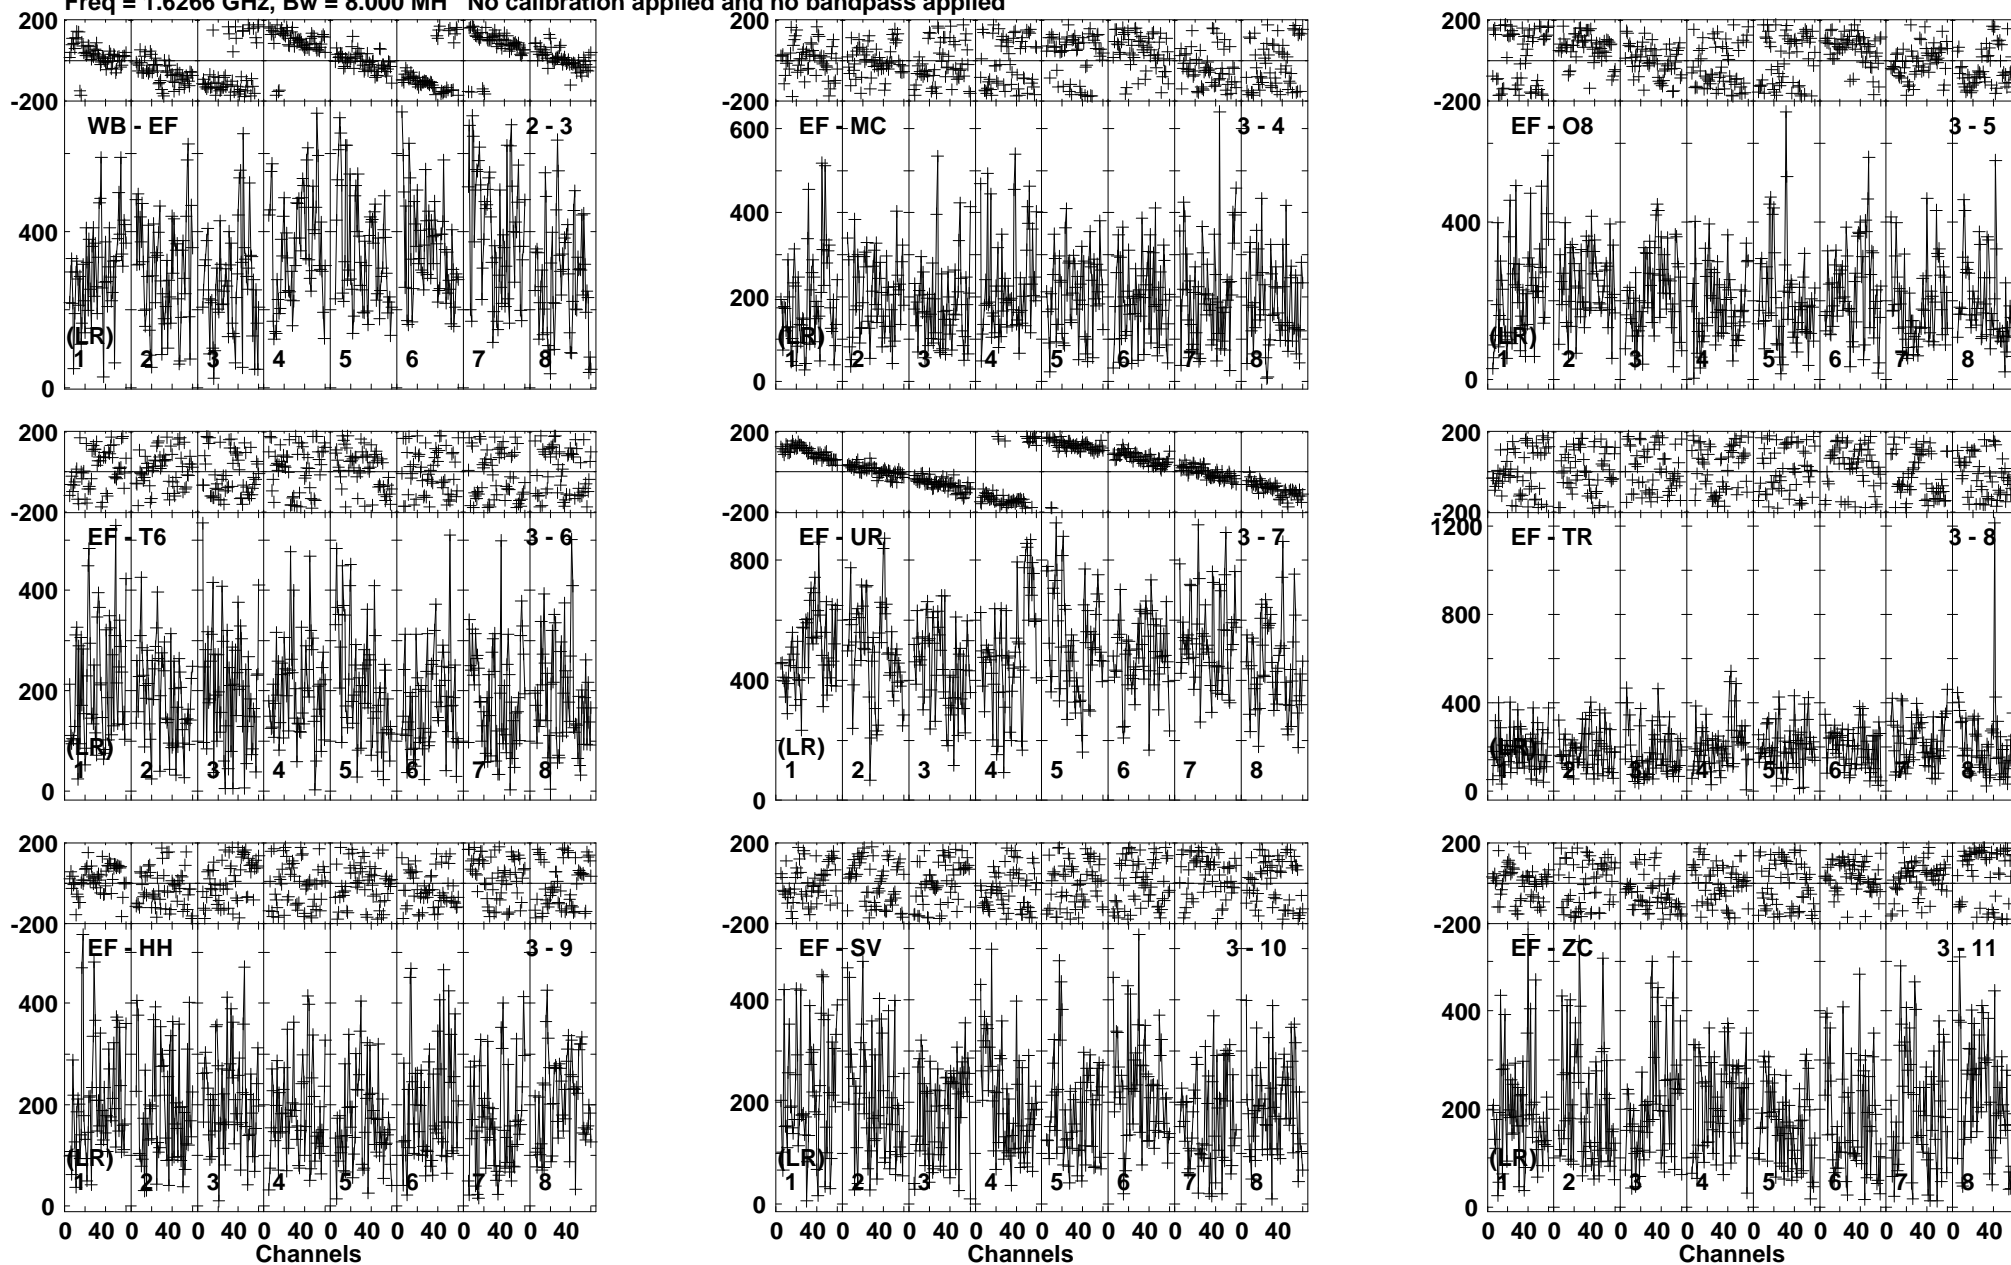 Freq = 1.6266 GHz, Bw = 8.000 MH No calibration applied and no bandpass applied
200 200 200
-200 -200 -200
WB - EF 2 - 3 EF - MC 3 - 4 EF - O8 3 - 5
600
400 400 400
200
(LR) (LR) (LR)
1 2 3 4 5 6 7 8 1 2 3 4 5 6 7 8 1 2 3 4 5 6 7 8
0 0 0
200 200 200
-200 -200 -200
EF - T6 3 - 6 EF - UR 3 - 7 1200 EF - TR 3 - 8
400 800 800
200 400 400
(LR) (LR) (LR)
1 2 3 4 5 6 7 8 1 2 3 4 5 6 7 8 1 2 3 4 5 6 7 8
0 0 0
200 200 200
-200 -200 -200
EF - HH 3 - 9 EF - SV 3 - 10 EF - ZC 3 - 11
400 400 400
200 200 200
(LR) (LR) (LR)
1 2 3 4 5 6 7 8 1 2 3 4 5 6 7 8 1 2 3 4 5 6 7 8
0 0 0
0 40 0 40 0 40 0 40 0 40 0 40 0 40 0 40 0 40 0 40 0 40 0 40 0 40 0 40 0 40 0 40 0 40 0 40 0 40 0 40 0 40 0 40 0 40 0 40
Channels Channels Channels